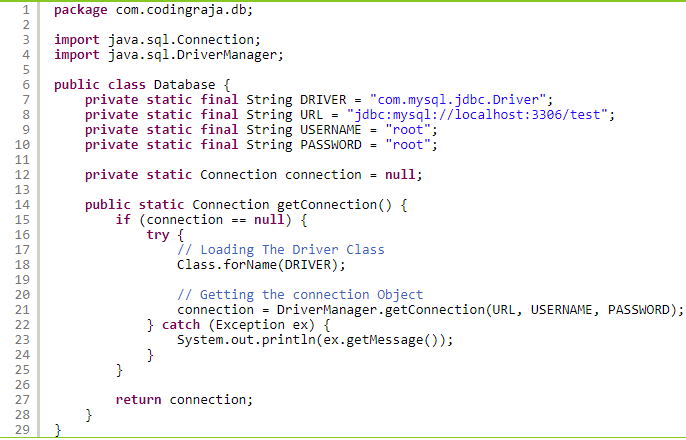 1 package com.codingraja.db;
2
3 import java.sql.Connection;
4 import java.sql.DriverManager;
5
6 public class Database {
7     private static final String DRIVER = "com.mysql.jdbc.Driver";
8     private static final String URL = "jdbc:mysql://localhost:3306/test";
9     private static final String USERNAME = "root";
10     private static final String PASSWORD = "root";
11
12     private static Connection connection = null;
13
14     public static Connection getConnection() {
15         if (connection == null) {
16             try {
17                 // Loading The Driver Class
18                 Class.forName(DRIVER);
19
20                 // Getting the connection Object
21                 connection = DriverManager.getConnection(URL, USERNAME, PASSWORD);
22             } catch (Exception ex) {
23                 System.out.println(ex.getMessage());
24             }
25         }
26
27         return connection;
28     }
29 }